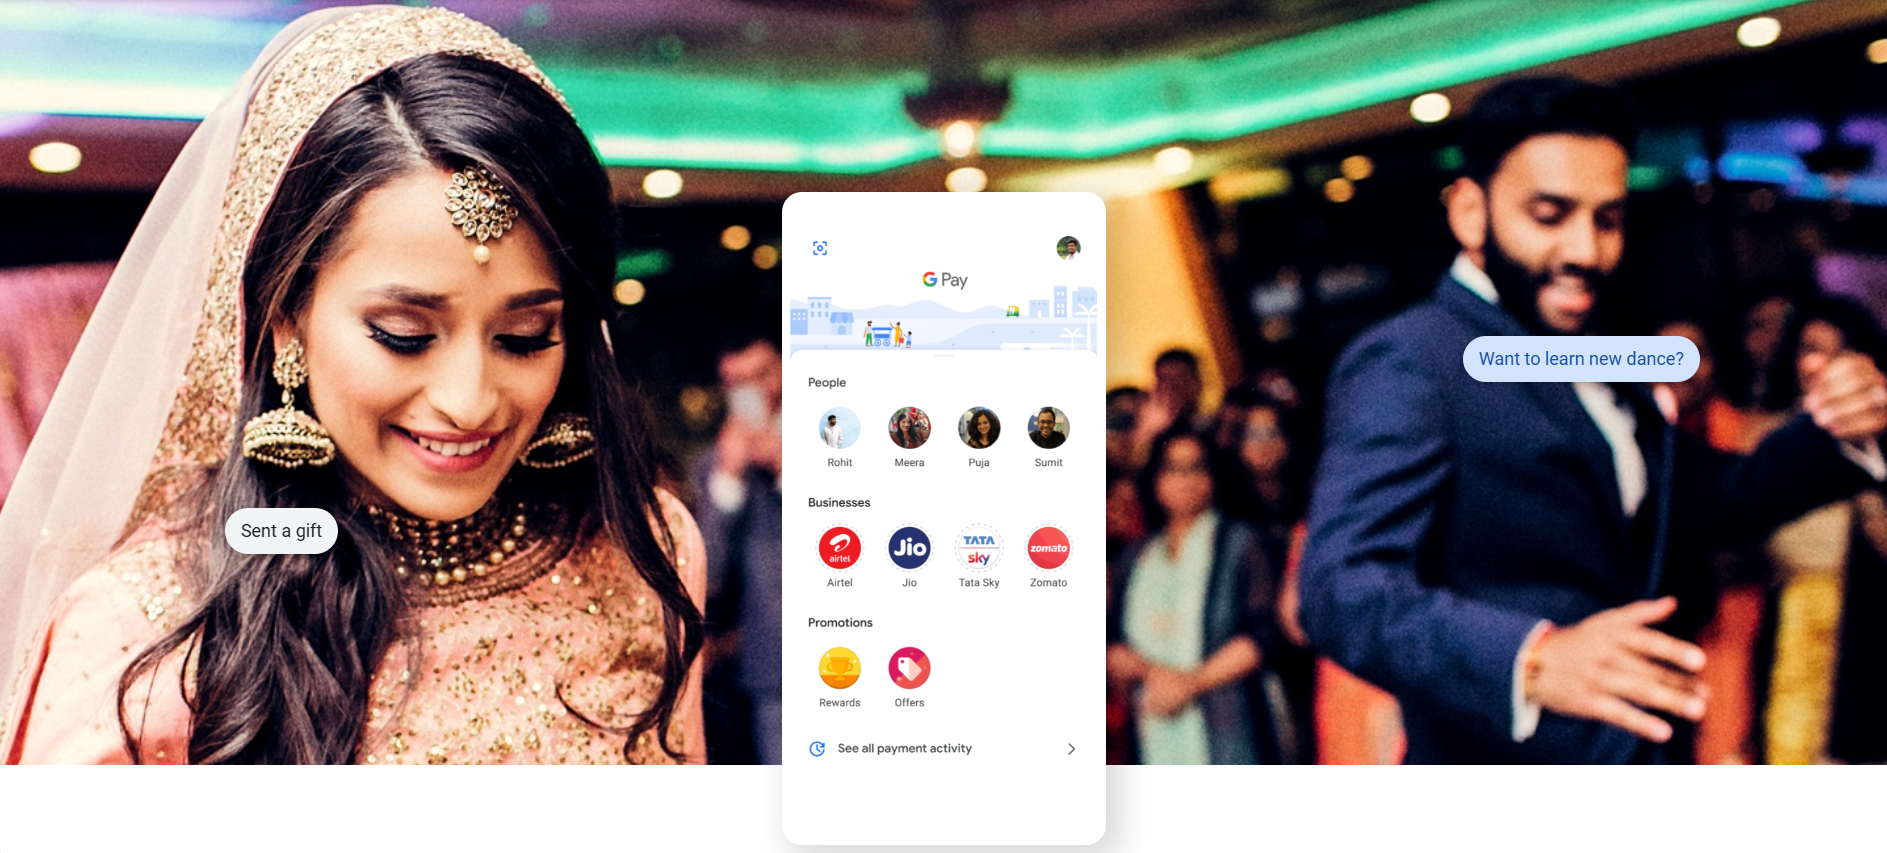 G Pay
Want to learn new dance?
People
Rohit Meera Puja Sumit
Sent a gift
Businesses
airtel Jio TATA sky zomato
Airtel Jio Tata Sky Zomato
Promotions
Rewards Offers
See all payment activity